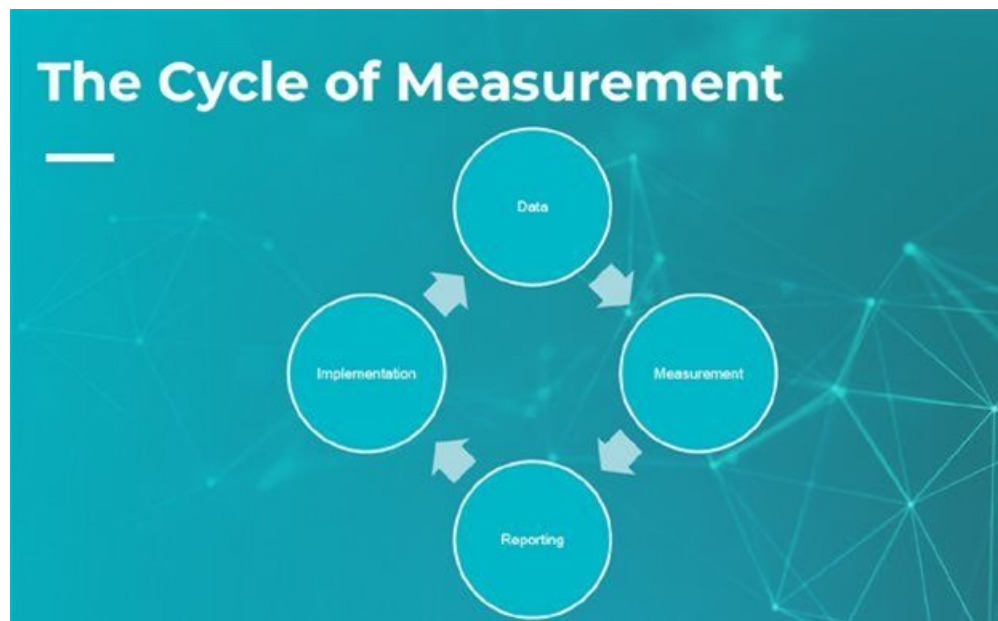 The Cycle of Measurement
Data
Measurement
Reporting
Implementation